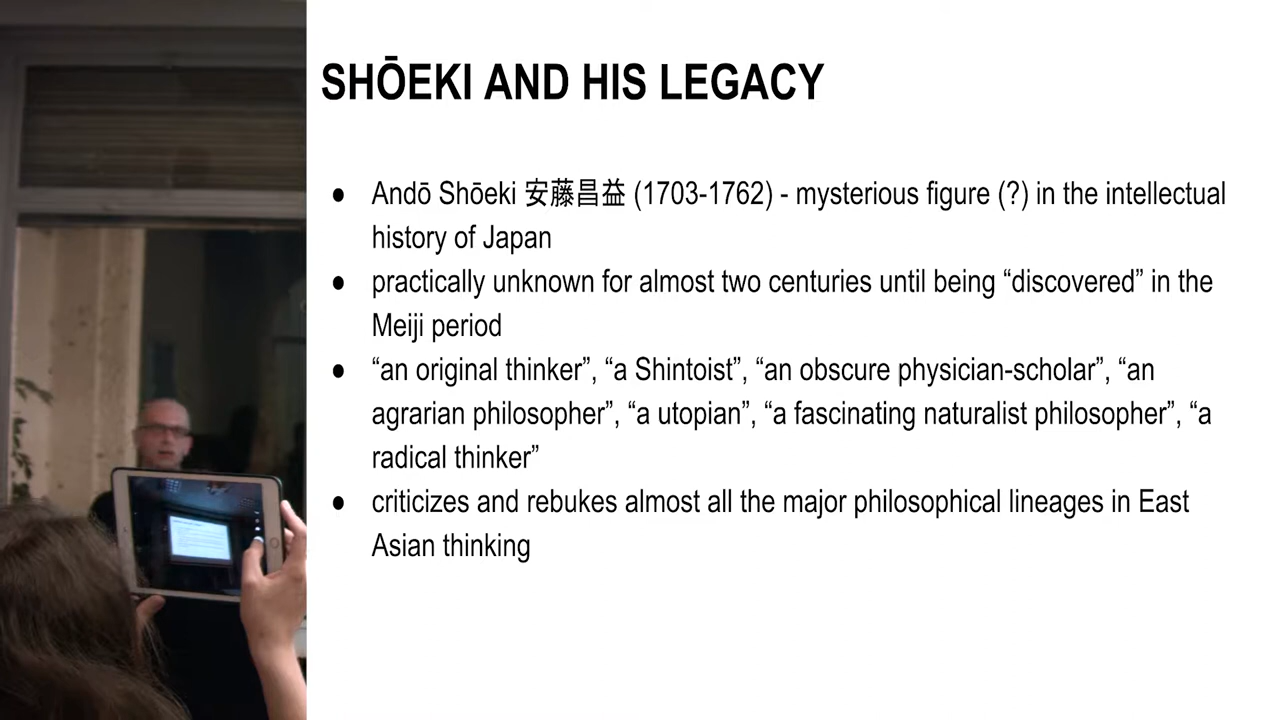 SHŌEKI AND HIS LEGACY
● Andō Shōeki 安藤昌益 (1703-1762) - mysterious figure (?) in the intellectual
history of Japan
● practically unknown for almost two centuries until being “discovered” in the
Meiji period
● “an original thinker”, “a Shintoist”, “an obscure physician-scholar”, “an
agrarian philosopher”, “a utopian”, “a fascinating naturalist philosopher”, “a
radical thinker”
● criticizes and rebukes almost all the major philosophical lineages in East
Asian thinking